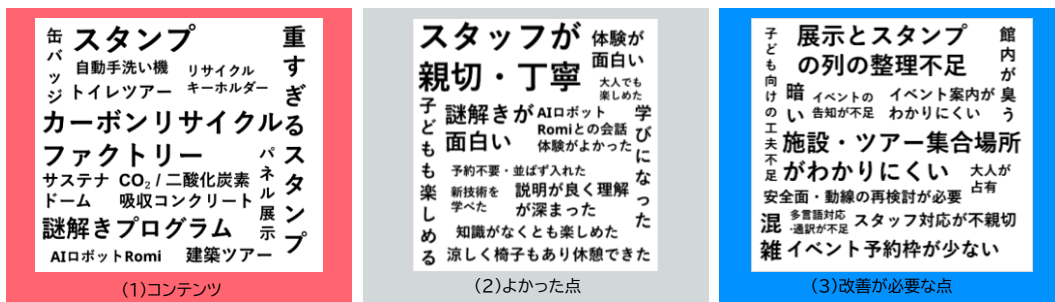 缶バッジ
スタンプ
重すぎるスタンプ
自動手洗い機
リサイクル
キーホルダー
トイレツアー
カーボンリサイクル
ファクトリー
パネル展示
サステナ
ドーム
CO₂ / 二酸化炭素
吸収コンクリート
謎解きプログラム
AIロボットRomi
建築ツアー
(1)コンテンツ
スタッフが
親切・丁寧
体験が
面白い
大人でも
楽しめた
子どもも楽しめる
謎解きが
面白い
AIロボット
Romiとの会話
体験がよかった
学びになった
予約不要・並ばず入れた
新技術を
学べた
説明が良く理解
が深まった
知識がなくとも楽しめた
涼しく椅子もあり休憩できた
(2)よかった点
子ども向けの工夫不足
展示とスタンプ
の列の整理不足
館内が臭う
暗い
イベントの
告知が不足
イベント案内が
わかりにくい
施設・ツアー集合場所
がわかりにくい
大人が
占有
安全面・動線の再検討が必要
混雑
多言語対応
・通訳が不足
スタッフ対応が不親切
イベント予約枠が少ない
(3)改善が必要な点